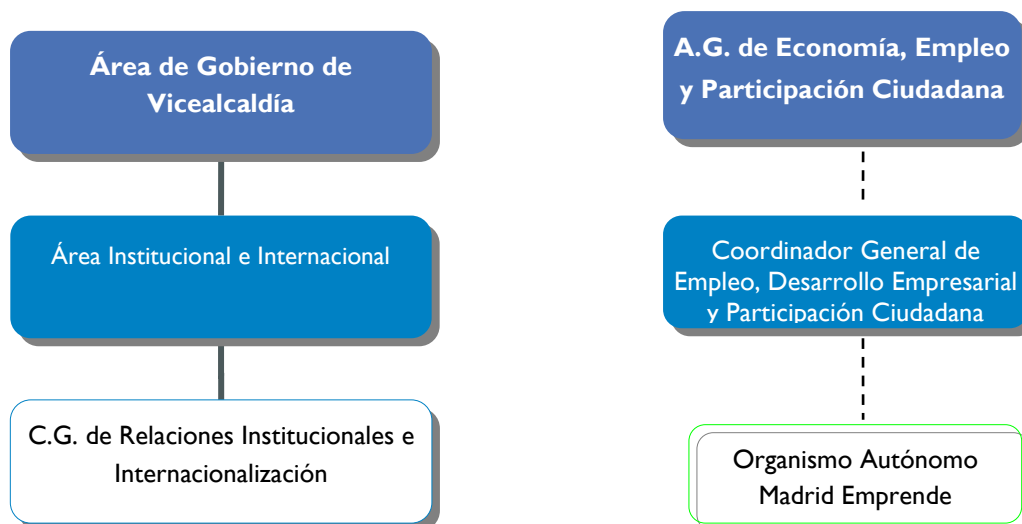 Área de Gobierno de
Vicealcaldía
Área Institucional e Internacional
C.G. de Relaciones Institucionales e
Internacionalización
A.G. de Economía, Empleo
y Participación Ciudadana
Coordinador General de
Empleo, Desarrollo Empresarial
y Participación Ciudadana
Organismo Autónomo
Madrid Emprende